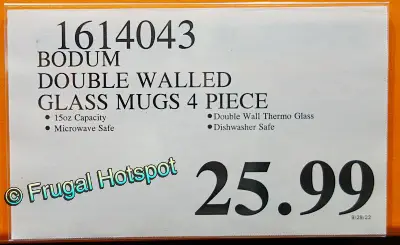 1614043
BODUM
DOUBLE WALLED
GLASS MUGS 4 PIECE
• 15oz Capacity • Double Wall Thermo Glass
• Microwave Safe • Dishwasher Safe
© Frugal Hotspot
25.99